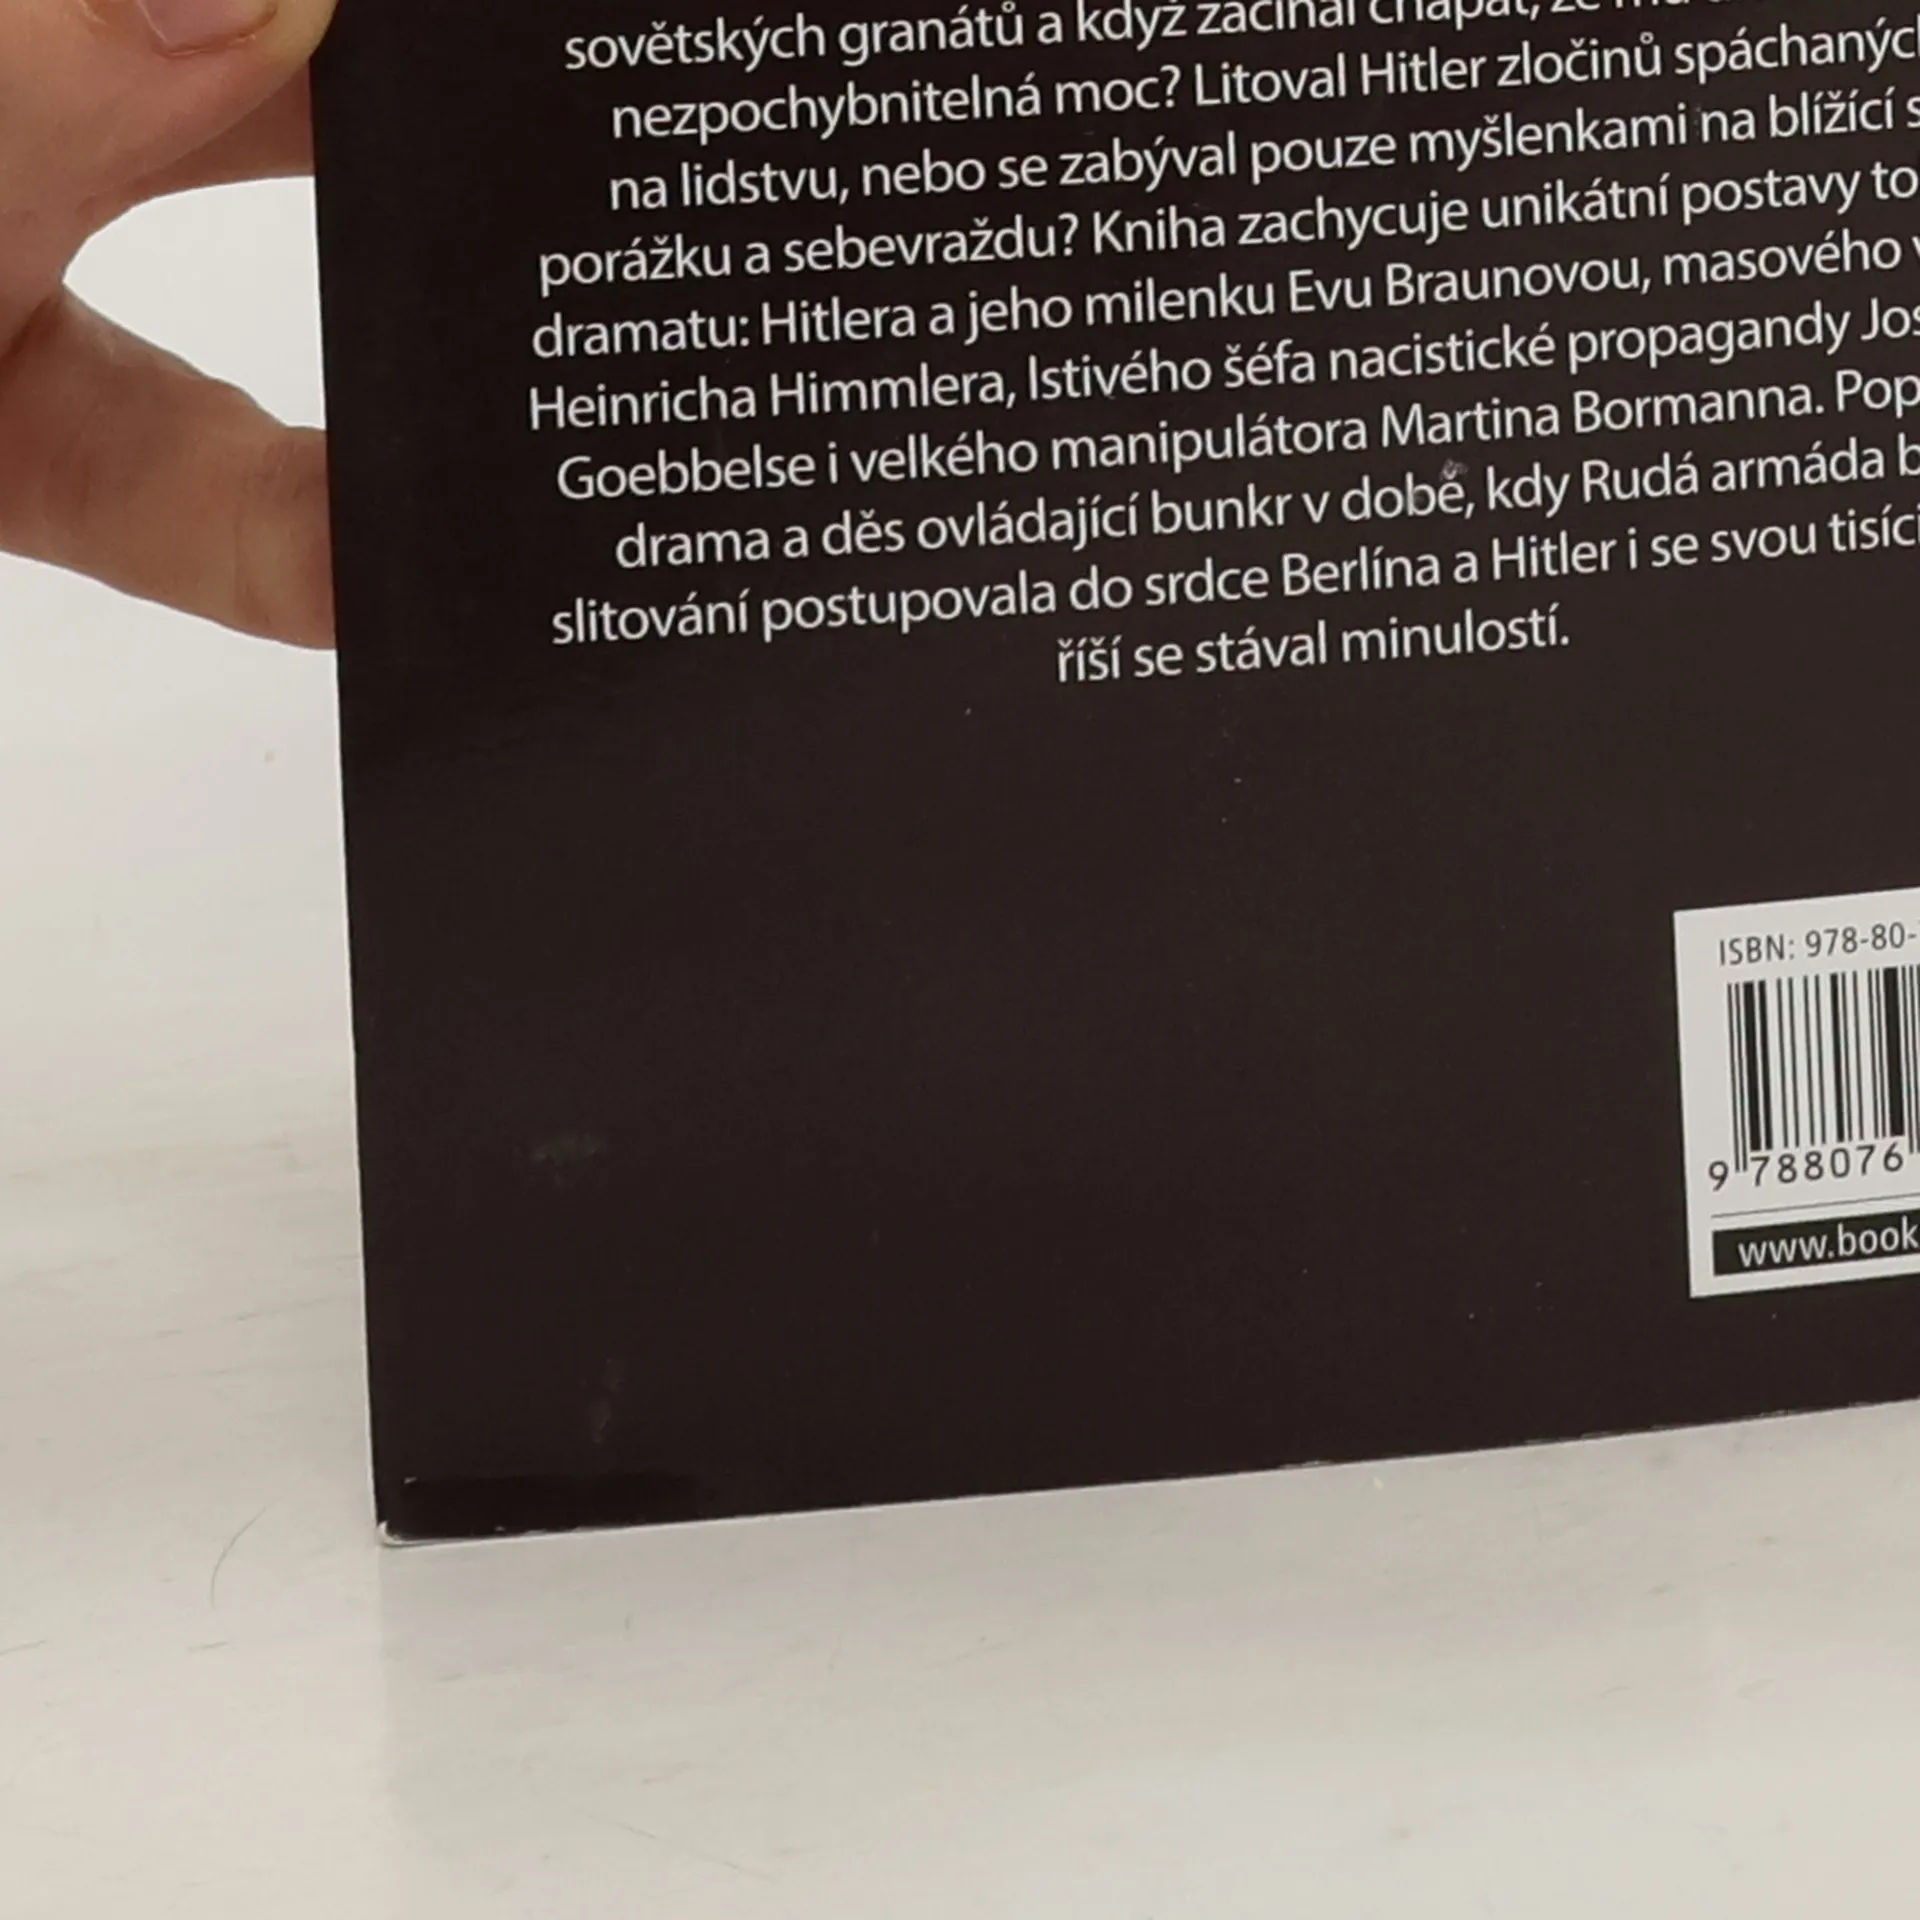 sovětských granátů a když začínal chápat, že
nezpochybnitelná moc? Litoval Hitler zločinů spáchaných
na lidstvu, nebo se zabýval pouze myšlenkami na blížící s
porážku a sebevraždu? Kniha zachycuje unikátní postavy to
dramatu: Hitlera a jeho milenku Evu Braunovou, masového v
Heinricha Himmlera, lstivého šéfa nacistické propagandy Jos
Goebbelse i velkého manipulátora Martina Bormanna. Pop
drama a děs ovládající bunkr v době, kdy Rudá armáda b
slitování postupovala do srdce Berlína a Hitler i se svou tisíci
říší se stával minulostí.
ISBN: 978-80-
9 788076
www.book